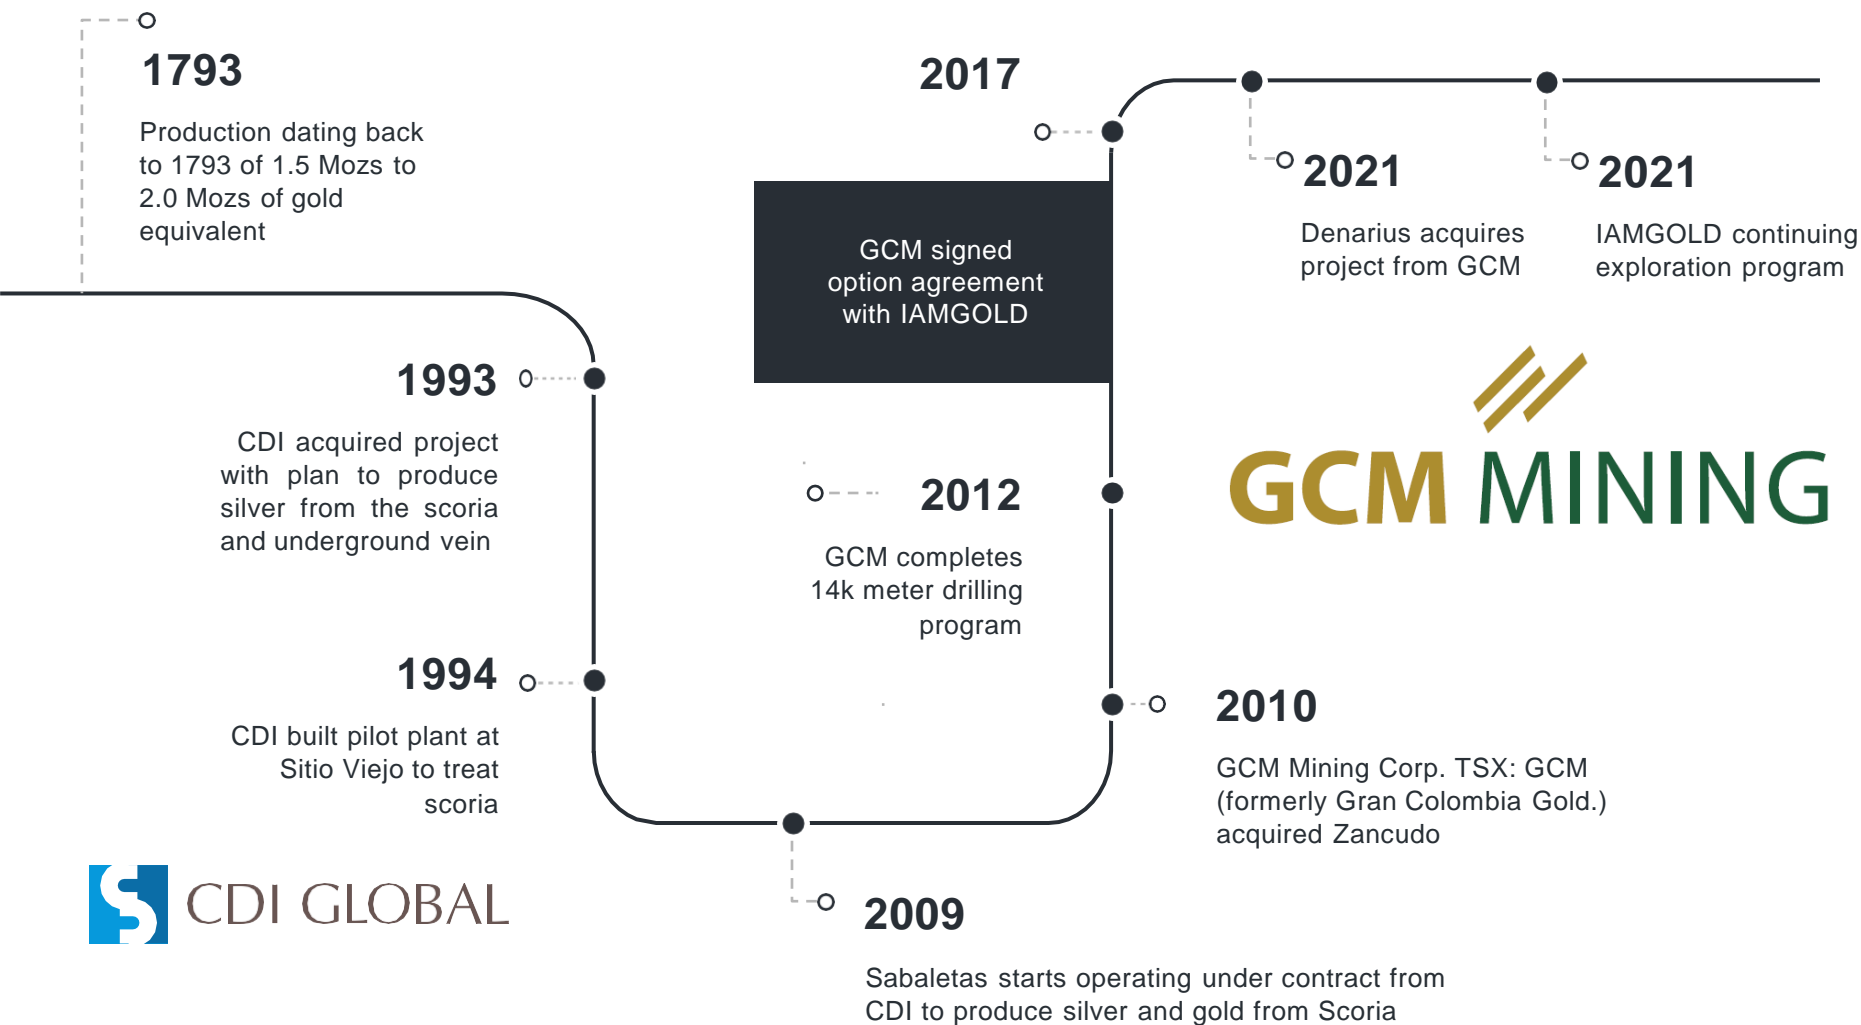 1793
Production dating back
to 1793 of 1.5 Mozs to
2.0 Mozs of gold
equivalent
1993
CDI acquired project
with plan to produce
silver from the scoria
and underground vein
1994
CDI built pilot plant at
Sitio Viejo to treat
scoria
CDI GLOBAL
2009
Sabaletas starts operating under contract from
CDI to produce silver and gold from Scoria
2010
GCM Mining Corp. TSX: GCM
(formerly Gran Colombia Gold.)
acquired Zancudo
2012
GCM completes
14k meter drilling
program
2017
GCM signed
option agreement
with IAMGOLD
2021
Denarius acquires
project from GCM
2021
IAMGOLD continuing
exploration program
GCM MINING